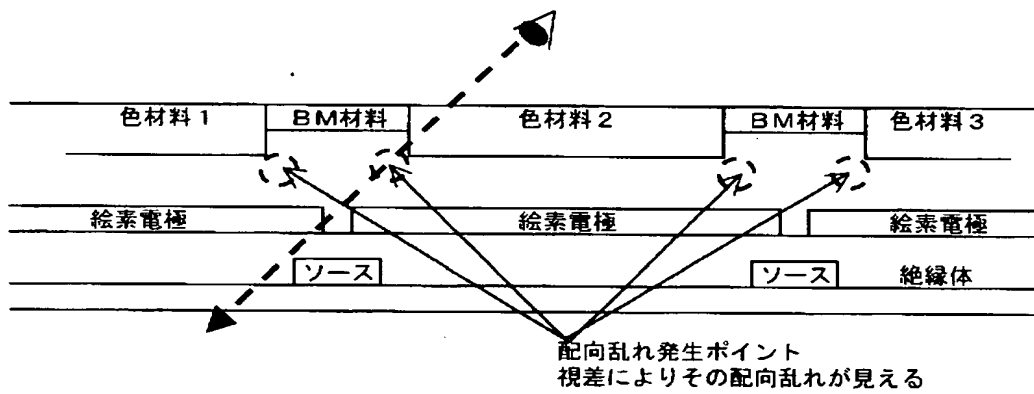 色材料1
BM材料
色材料2
BM材料
色材料3
絵素電極
絵素電極
絵素電極
ソース
ソース
絶縁体
配向乱れ発生ポイント
視差によりその配向乱れが見える